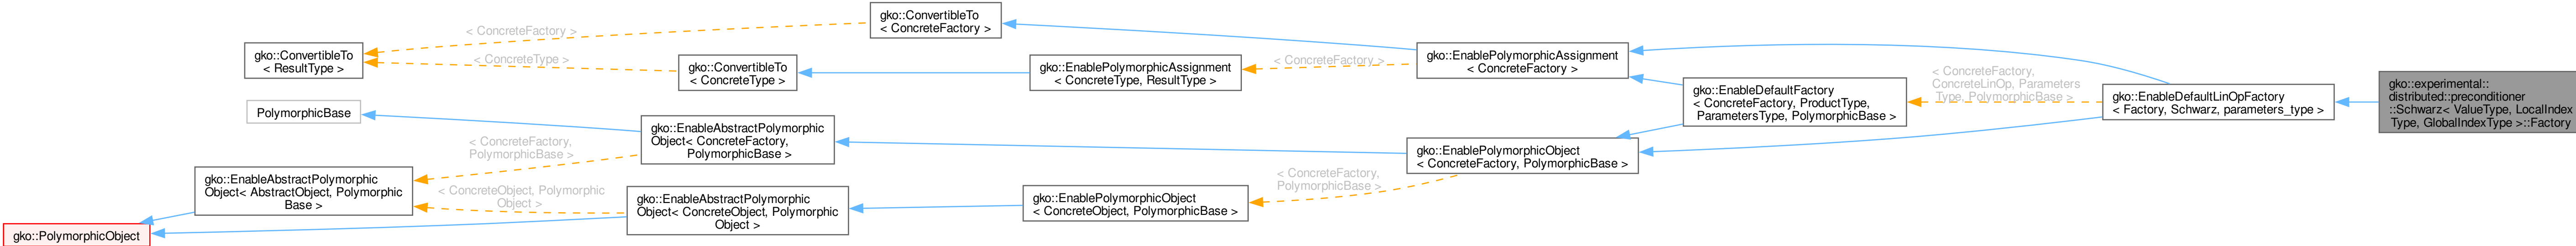 gko::ConvertibleTo
< ConcreteFactory >
< ConcreteFactory >
gko::ConvertibleTo
< ResultType >
< ConcreteType >
gko::ConvertibleTo
< ConcreteType >
gko::EnablePolymorphicAssignment
< ConcreteType, ResultType >
< ConcreteFactory >
gko::EnablePolymorphicAssignment
< ConcreteFactory >
gko::EnableDefaultFactory
< ConcreteFactory, ProductType,
ParametersType, PolymorphicBase >
< ConcreteFactory,
ConcreteLinOp, Parameters
Type, PolymorphicBase >
gko::EnableDefaultLinOpFactory
< Factory, Schwarz, parameters_type >
gko::experimental::
distributed::preconditioner
::Schwarz< ValueType, LocalIndex
Type, GlobalIndexType >::Factory
PolymorphicBase
gko::EnableAbstractPolymorphic
Object< ConcreteFactory,
PolymorphicBase >
< ConcreteFactory,
PolymorphicBase >
gko::EnablePolymorphicObject
< ConcreteFactory, PolymorphicBase >
gko::EnableAbstractPolymorphic
Object< AbstractObject, Polymorphic
Base >
< ConcreteObject, Polymorphic
Object >
gko::EnableAbstractPolymorphic
Object< ConcreteObject, Polymorphic
Object >
gko::EnablePolymorphicObject
< ConcreteObject, PolymorphicBase >
< ConcreteFactory,
PolymorphicBase >
gko::PolymorphicObject